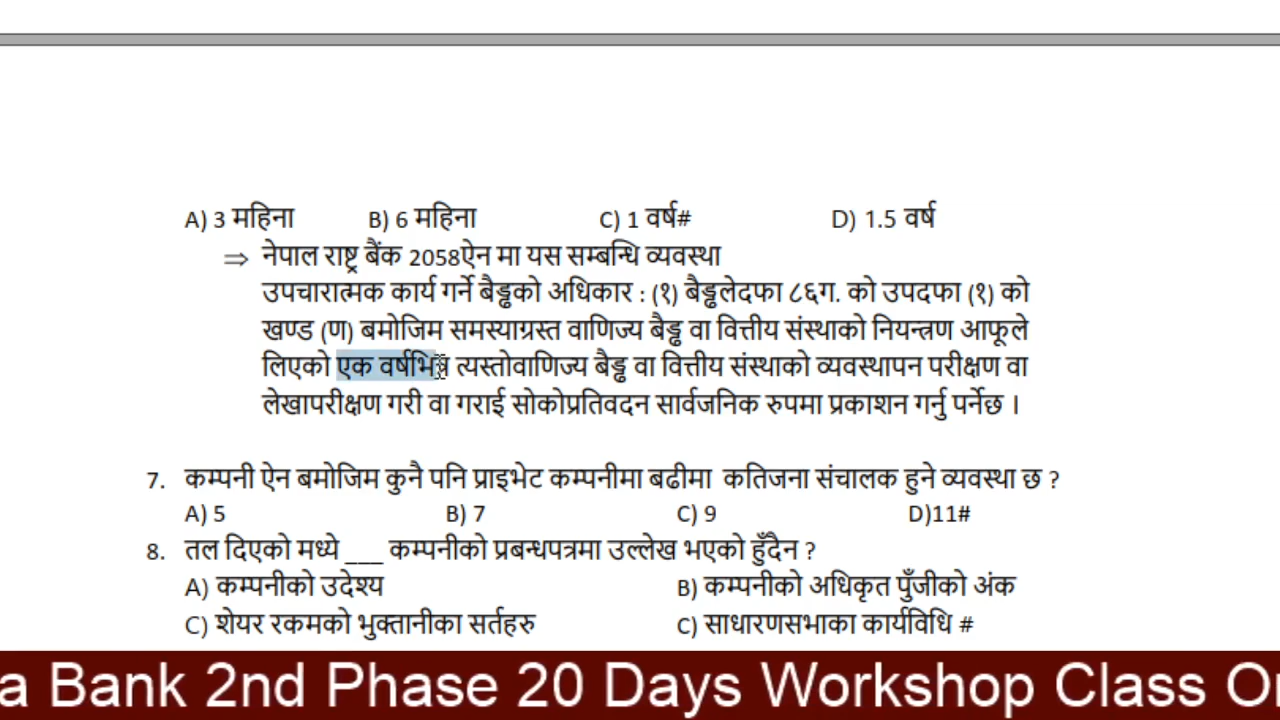 A) 3 महिना B) 6 महिना C) 1 वर्ष# D) 1.5 वर्ष
⇒ नेपाल राष्ट्र बैंक 2058ऐन मा यस सम्बन्धि व्यवस्था
उपचारात्मक कार्य गर्ने बैङ्कको अधिकार : (१) बैङ्कलेदफा ८६ग. को उपदफा (१) को
खण्ड (ण) बमोजिम समस्याग्रस्त वाणिज्य बैङ्क वा वित्तीय संस्थाको नियन्त्रण आफूले
लिएको एक वर्षभित्र त्यस्तोवाणिज्य बैङ्क वा वित्तीय संस्थाको व्यवस्थापन परीक्षण वा
लेखापरीक्षण गरी वा गराई सोकोप्रतिवदन सार्वजनिक रुपमा प्रकाशन गर्नु पर्नेछ ।
7. कम्पनी ऐन बमोजिम कुनै पनि प्राइभेट कम्पनीमा बढीमा कतिजना संचालक हुने व्यवस्था छ ?
A) 5 B) 7 C) 9 D)11#
8. तल दिएको मध्ये ___ कम्पनीको प्रबन्धपत्रमा उल्लेख भएको हुँदैन ?
A) कम्पनीको उदेश्य B) कम्पनीको अधिकृत पुँजीको अंक
C) शेयर रकमको भुक्तानीका सर्तहरु C) साधारणसभाका कार्यविधि #
a Bank 2nd Phase 20 Days Workshop Class O